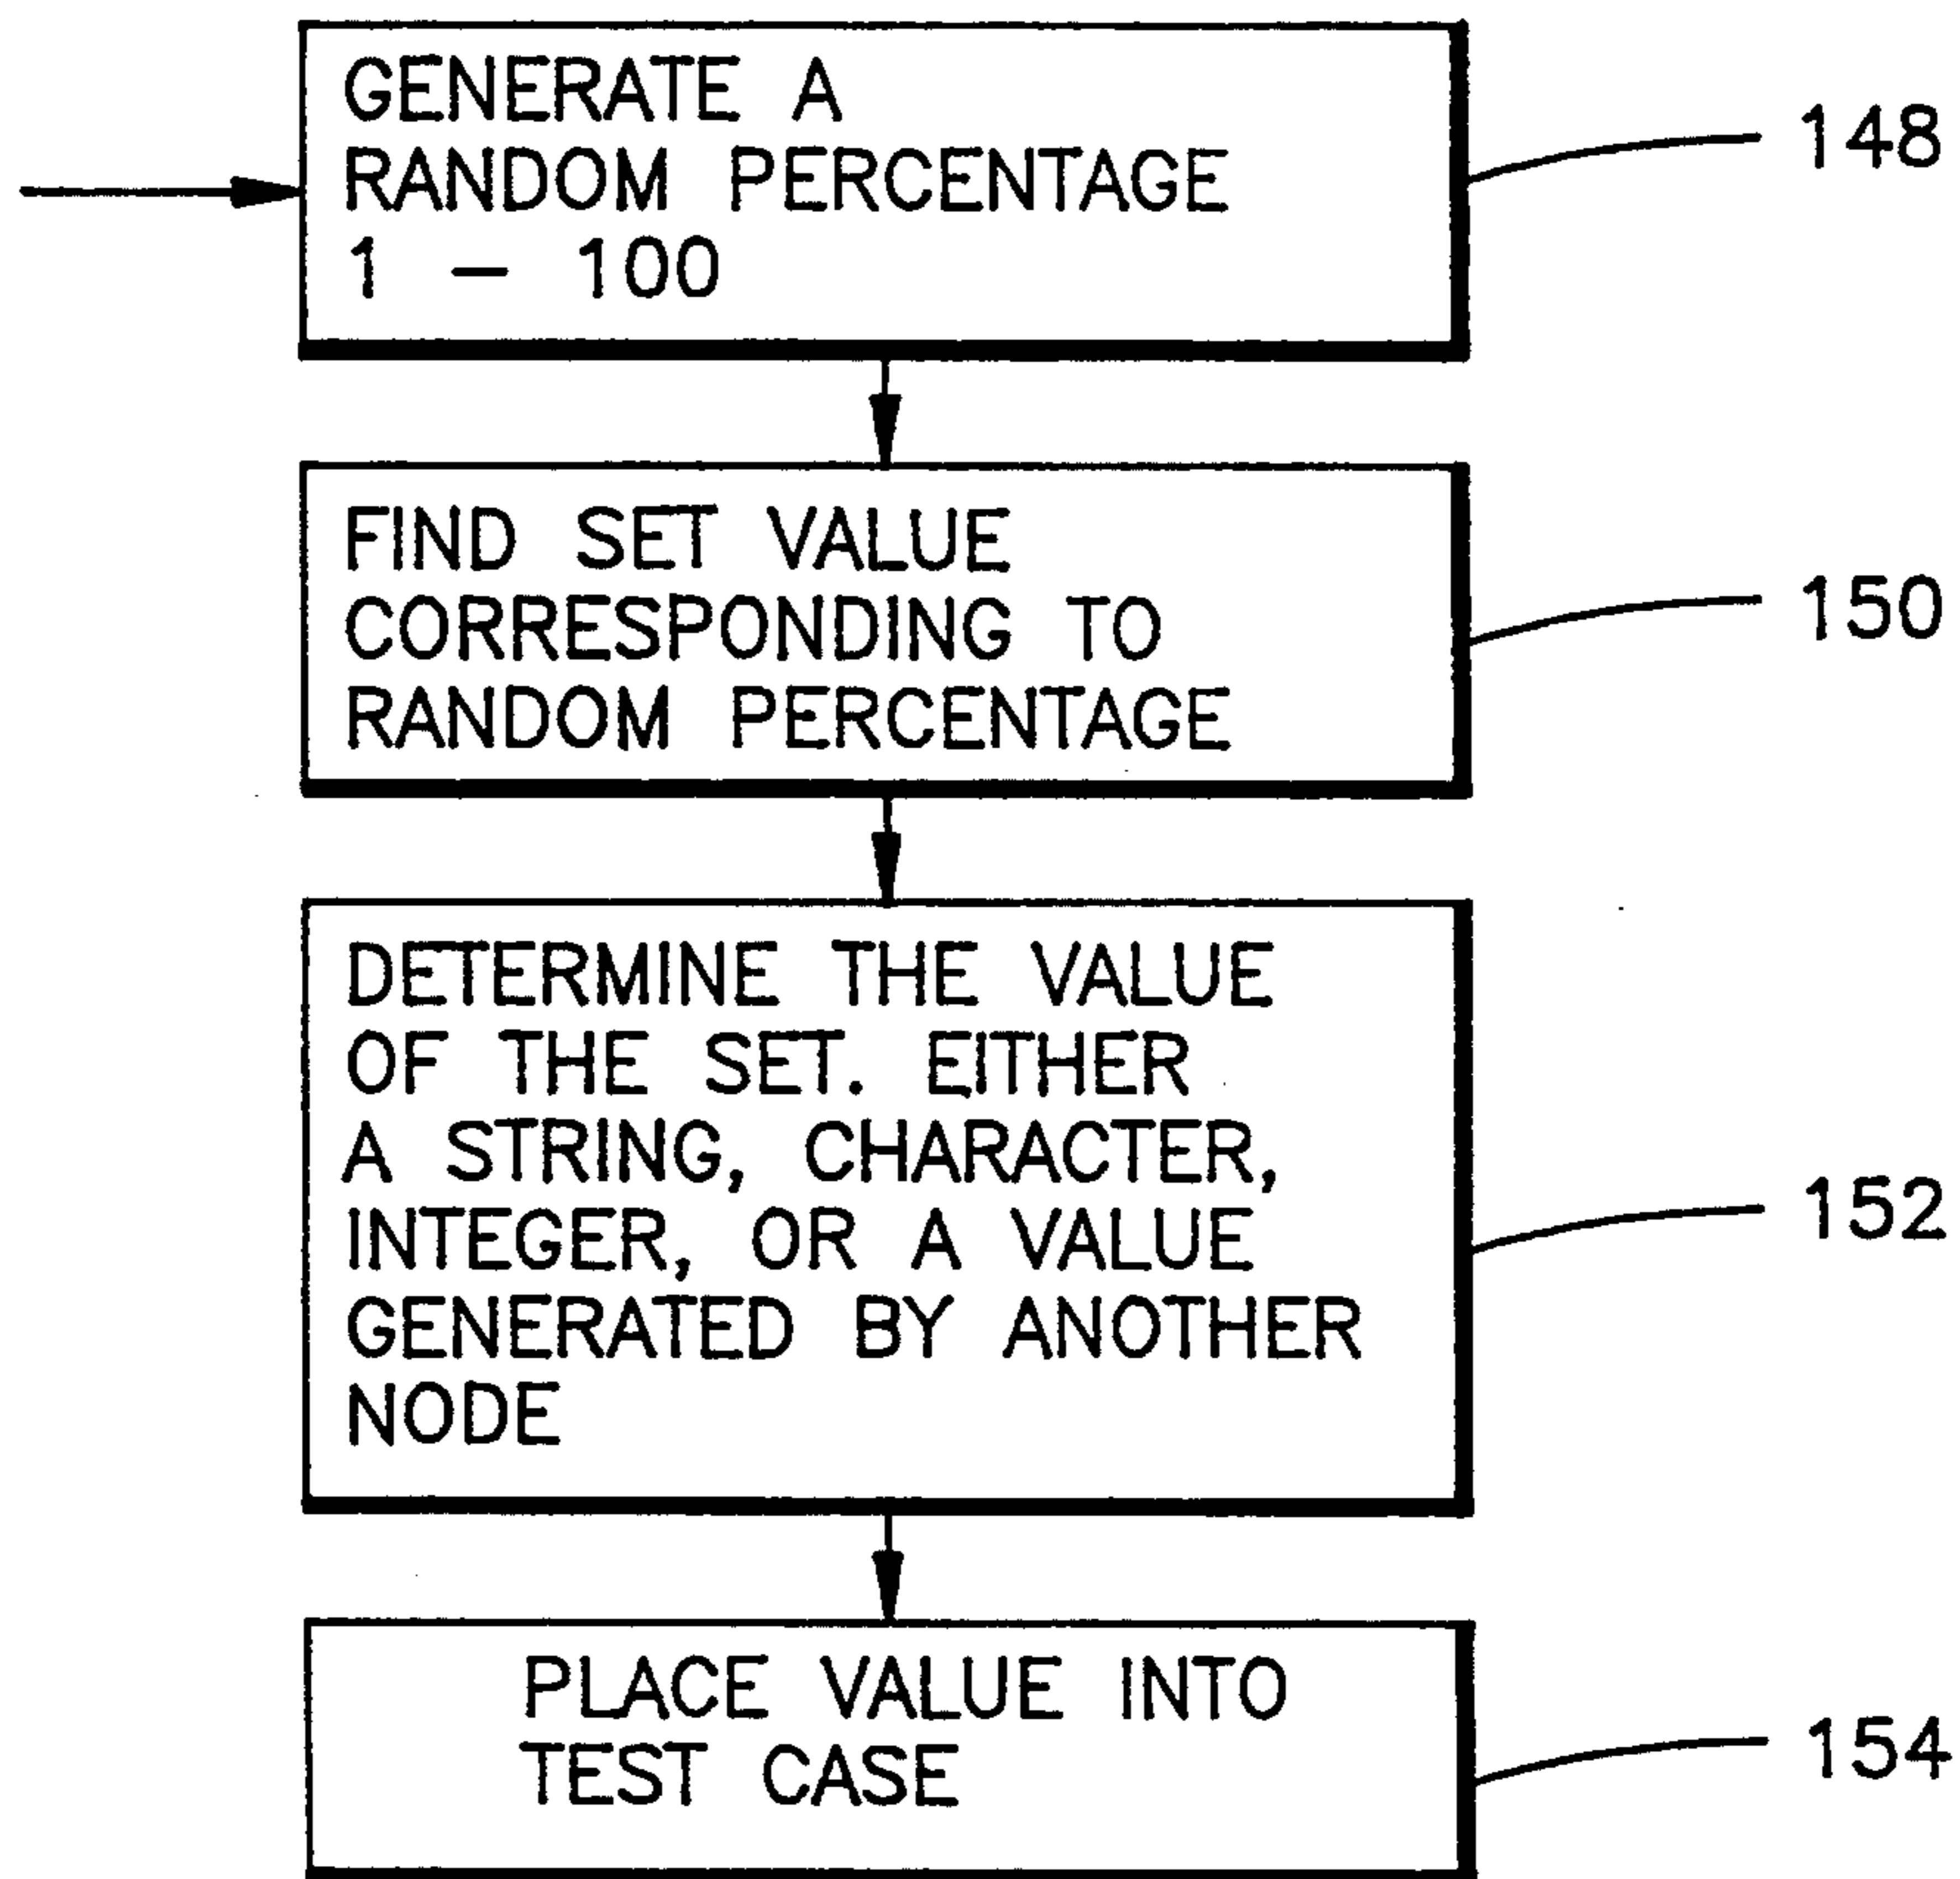 GENERATE A
RANDOM PERCENTAGE
1 – 100
148
FIND SET VALUE
CORRESPONDING TO
RANDOM PERCENTAGE
150
DETERMINE THE VALUE
OF THE SET. EITHER
A STRING, CHARACTER,
INTEGER, OR A VALUE
GENERATED BY ANOTHER
NODE
152
PLACE VALUE INTO
TEST CASE
154